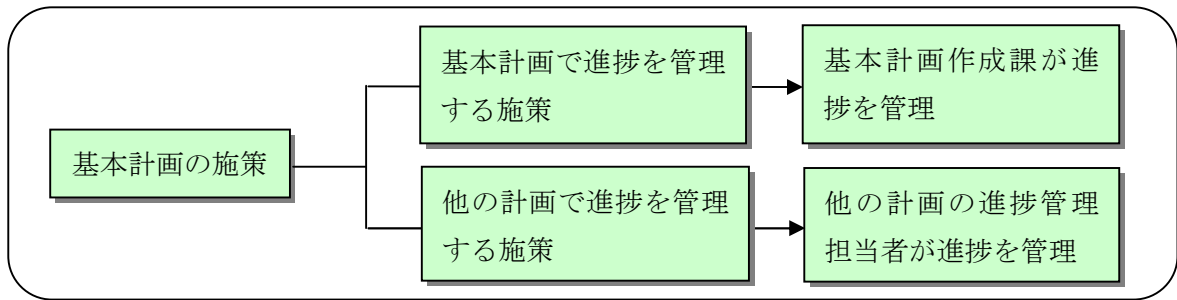 基本計画の施策
基本計画で進捗を管理
する施策
基本計画作成課が進
捗を管理
他の計画で進捗を管理
する施策
他の計画の進捗管理
担当者が進捗を管理